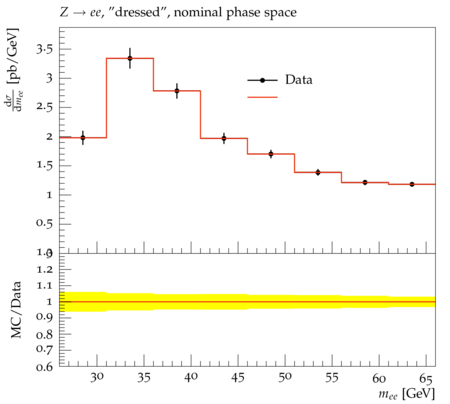 Z → ee, "dressed", nominal phase space
dσ/dm_ee [pb/GeV]
3.5
3
2.5
2
1.5
1
0.5
Data
1.3
1.2
1.1
1
0.9
0.8
0.7
0.6
MC/Data
30 35 40 45 50 55 60 65
m_ee [GeV]